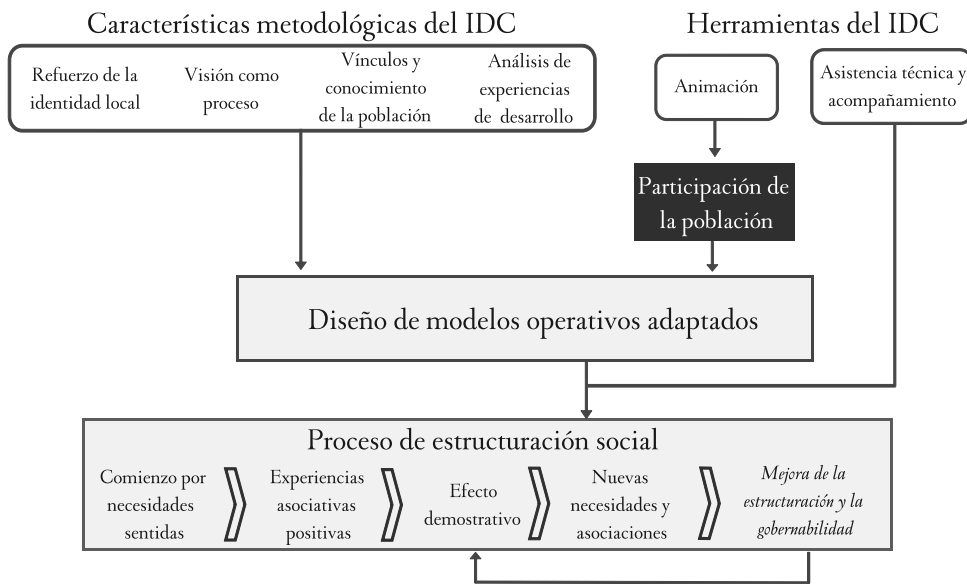 Características metodológicas del IDC
Refuerzo de la
identidad local
Visión como
proceso
Vínculos y
conocimiento
de la población
Análisis de
experiencias
de desarrollo
Herramientas del IDC
Animación
Asistencia técnica y
acompañamiento
Participación de
la población
Diseño de modelos operativos adaptados
Proceso de estructuración social
Comienzo por
necesidades
sentidas
Experiencias
asociativas
positivas
Efecto
demostrativo
Nuevas
necesidades y
asociaciones
Mejora de la
estructuración y la
gobernabilidad